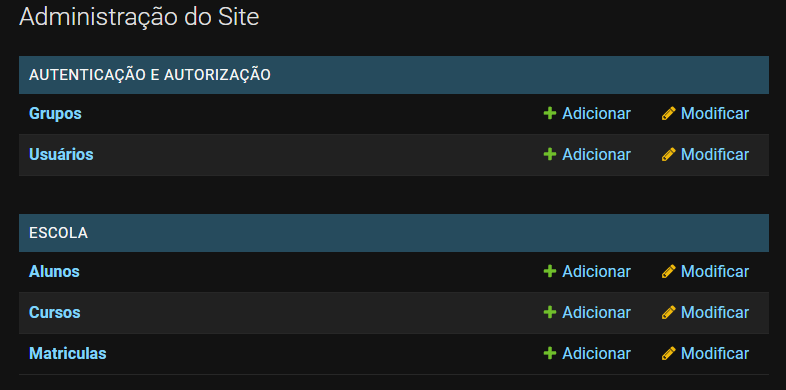 Administração do Site
AUTENTICAÇÃO E AUTORIZAÇÃO
Grupos Adicionar Modificar
Usuários Adicionar Modificar
ESCOLA
Alunos Adicionar Modificar
Cursos Adicionar Modificar
Matriculas Adicionar Modificar